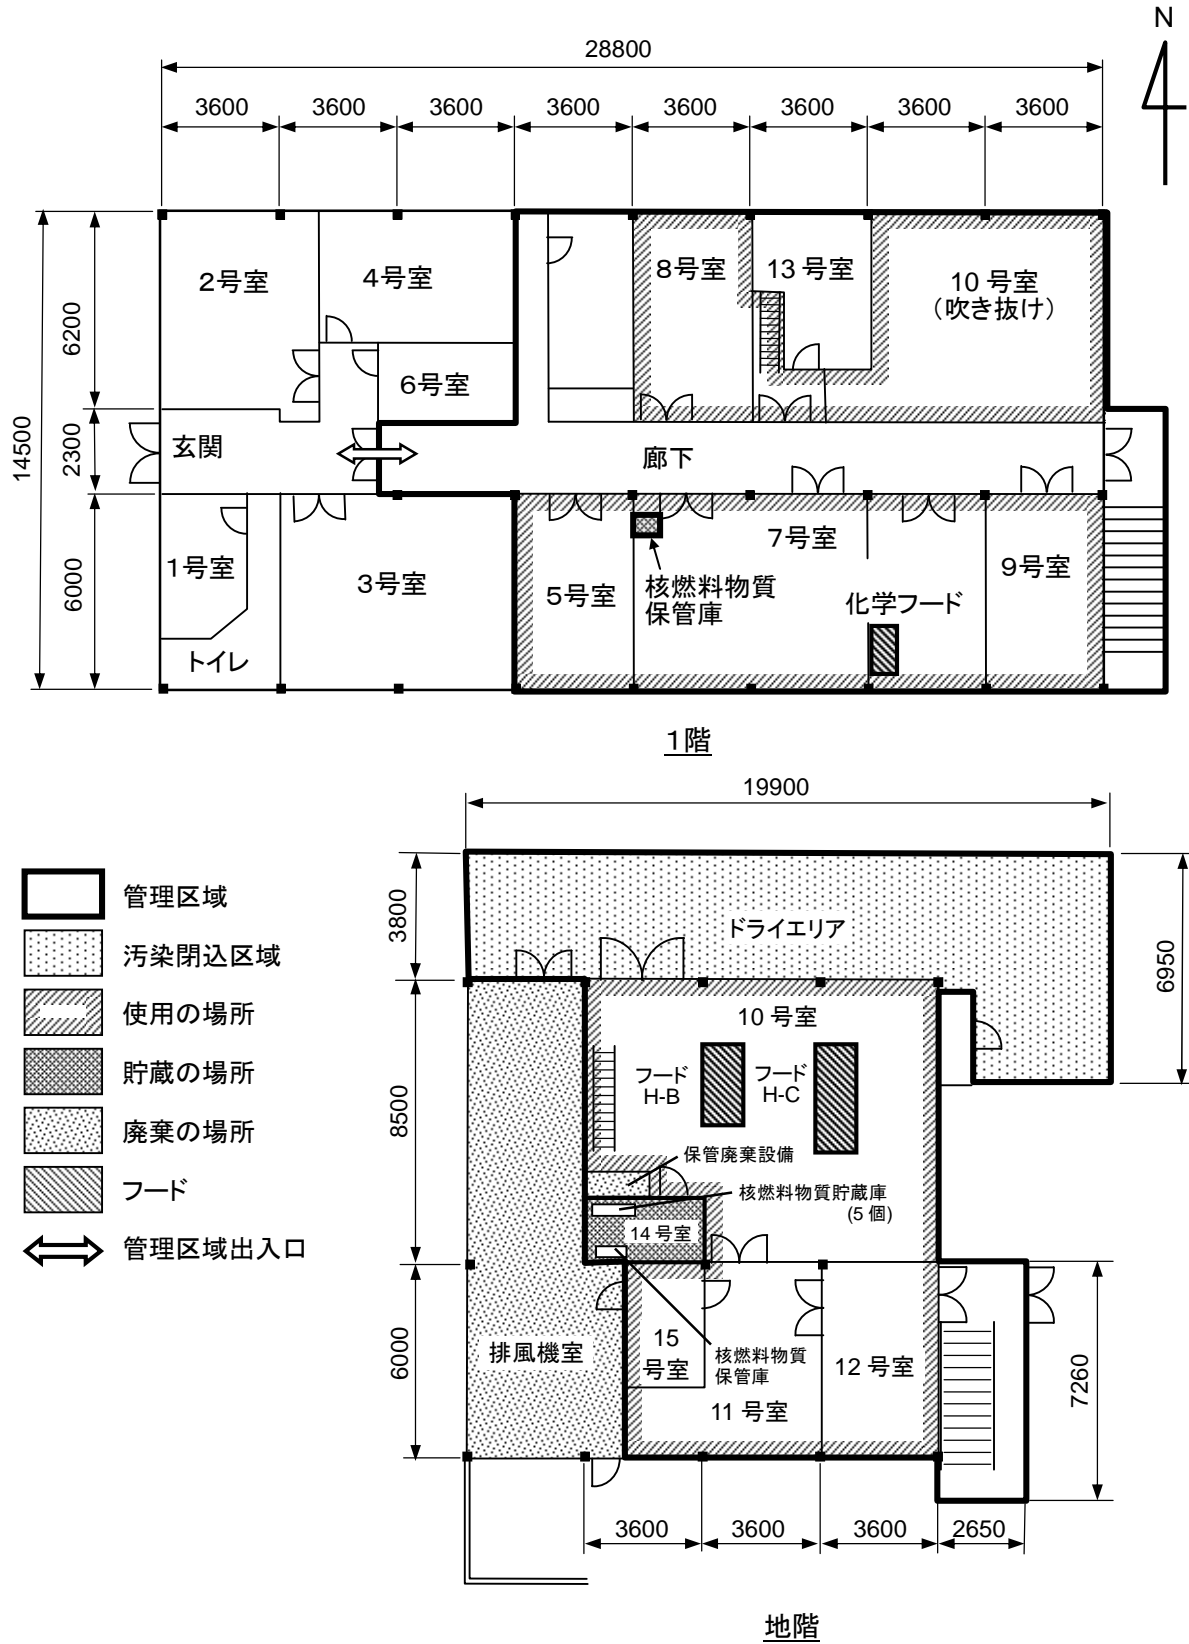 N
28800
3600 3600 3600 3600 3600 3600 3600 3600
14500
6200
2300
6000
2号室
4号室
6号室
8号室
13 号室
10 号室
(吹き抜け)
玄関
廊下
1号室
トイレ
3号室
5号室
核燃料物質
保管庫
7号室
化学フード
9号室
1階
19900
管理区域
汚染閉込区域
使用の場所
貯蔵の場所
廃棄の場所
フード
管理区域出入口
3800
8500
6000
6950
7260
ドライエリア
10 号室
フード
H-B
フード
H-C
保管廃棄設備
核燃料物質貯蔵庫
(5 個)
14 号室
排風機室
15
号室
核燃料物質
保管庫
11 号室
12 号室
3600 3600 3600 2650
地階